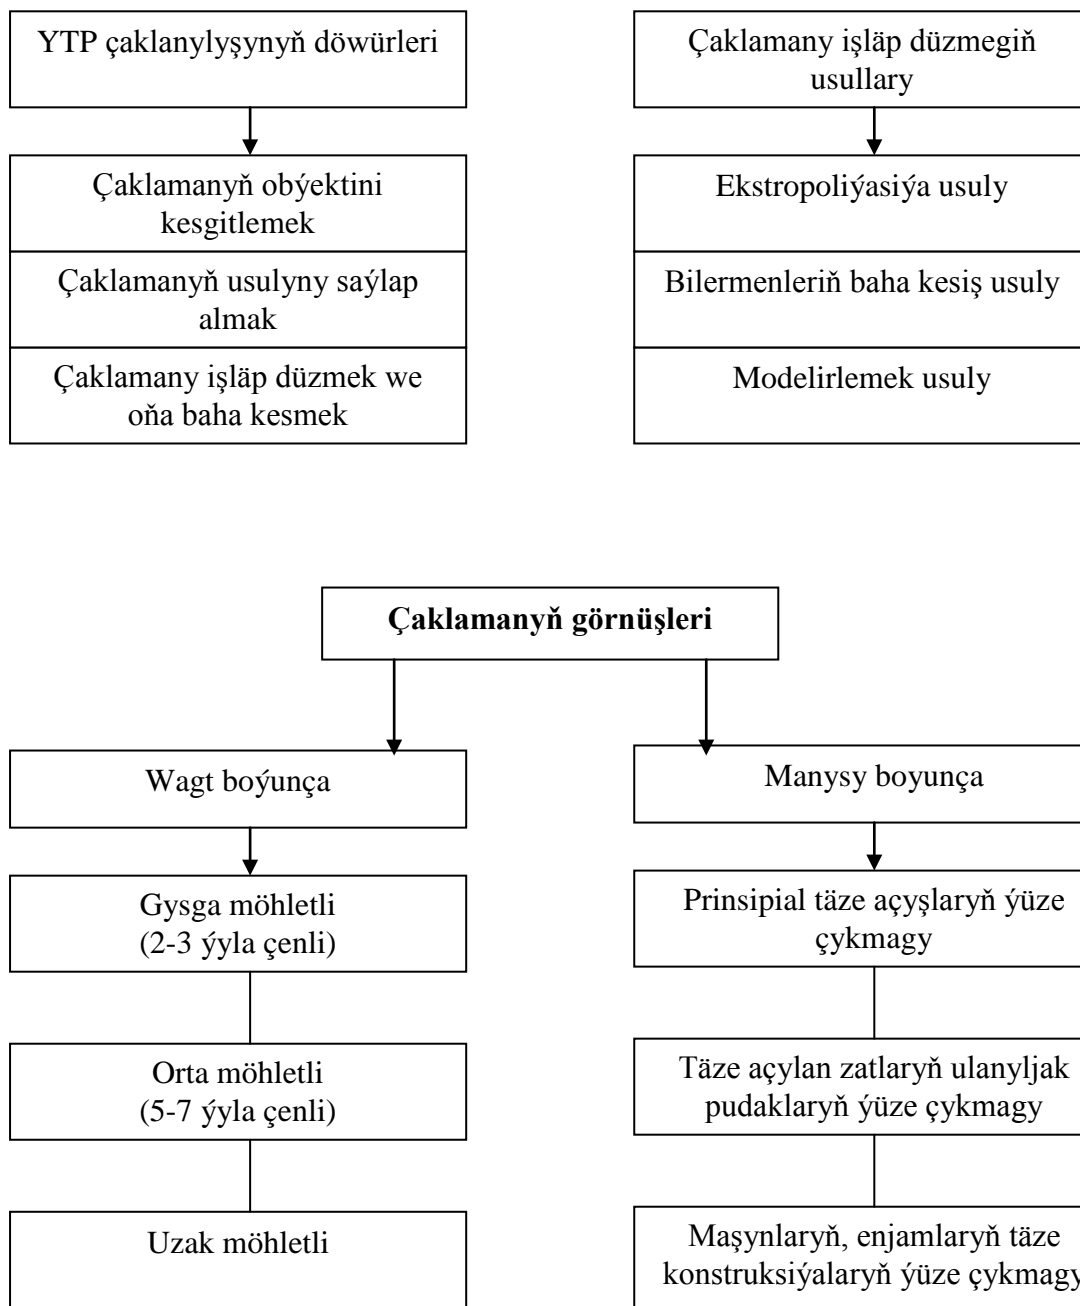 YTP çaklanylyşynyň döwürleri
Çaklamanyň obýektini
kesgitlemek
Çaklamanyň usulyny saýlap
almak
Çaklamany işläp düzmek we
oňa baha kesmek
Çaklamany işläp düzmegiň
usullary
Ekstropoliýasiýa usuly
Bilermenleriň baha kesiş usuly
Modelirlemek usuly
Çaklamanyň görnüşleri
Wagt boýunça
Gysga möhletli
(2-3 ýyla çenli)
Orta möhletli
(5-7 ýyla çenli)
Uzak möhletli
Manysy boyunça
Prinsipial täze açyşlaryň ýüze
çykmagy
Täze açylan zatlaryň ulanyljak
pudaklaryň ýüze çykmagy
Maşynlaryň, enjamlaryň täze
konstruksiýalaryň ýüze çykmagy